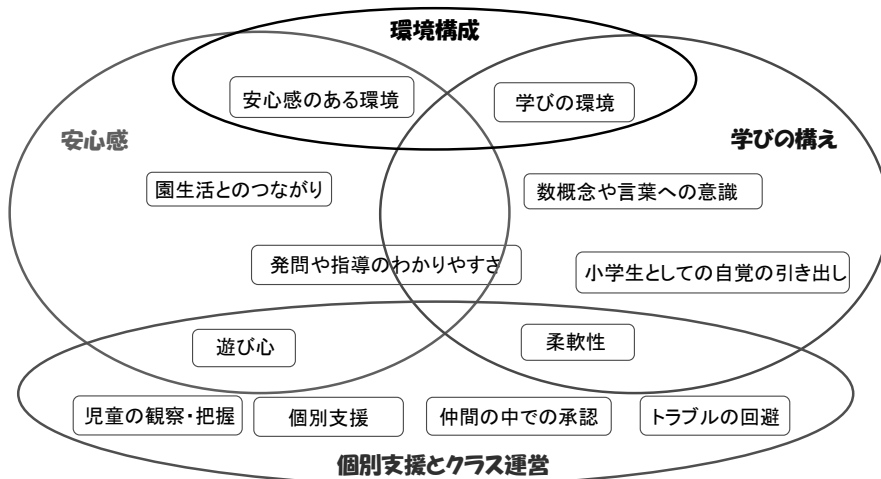 環境構成
安心感のある環境
学びの環境
安心感
学びの構え
園生活とのつながり
数概念や言葉への意識
発問や指導のわかりやすさ
小学生としての自覚の引き出し
遊び心
柔軟性
児童の観察・把握
個別支援
仲間の中での承認
トラブルの回避
個別支援とクラス運営